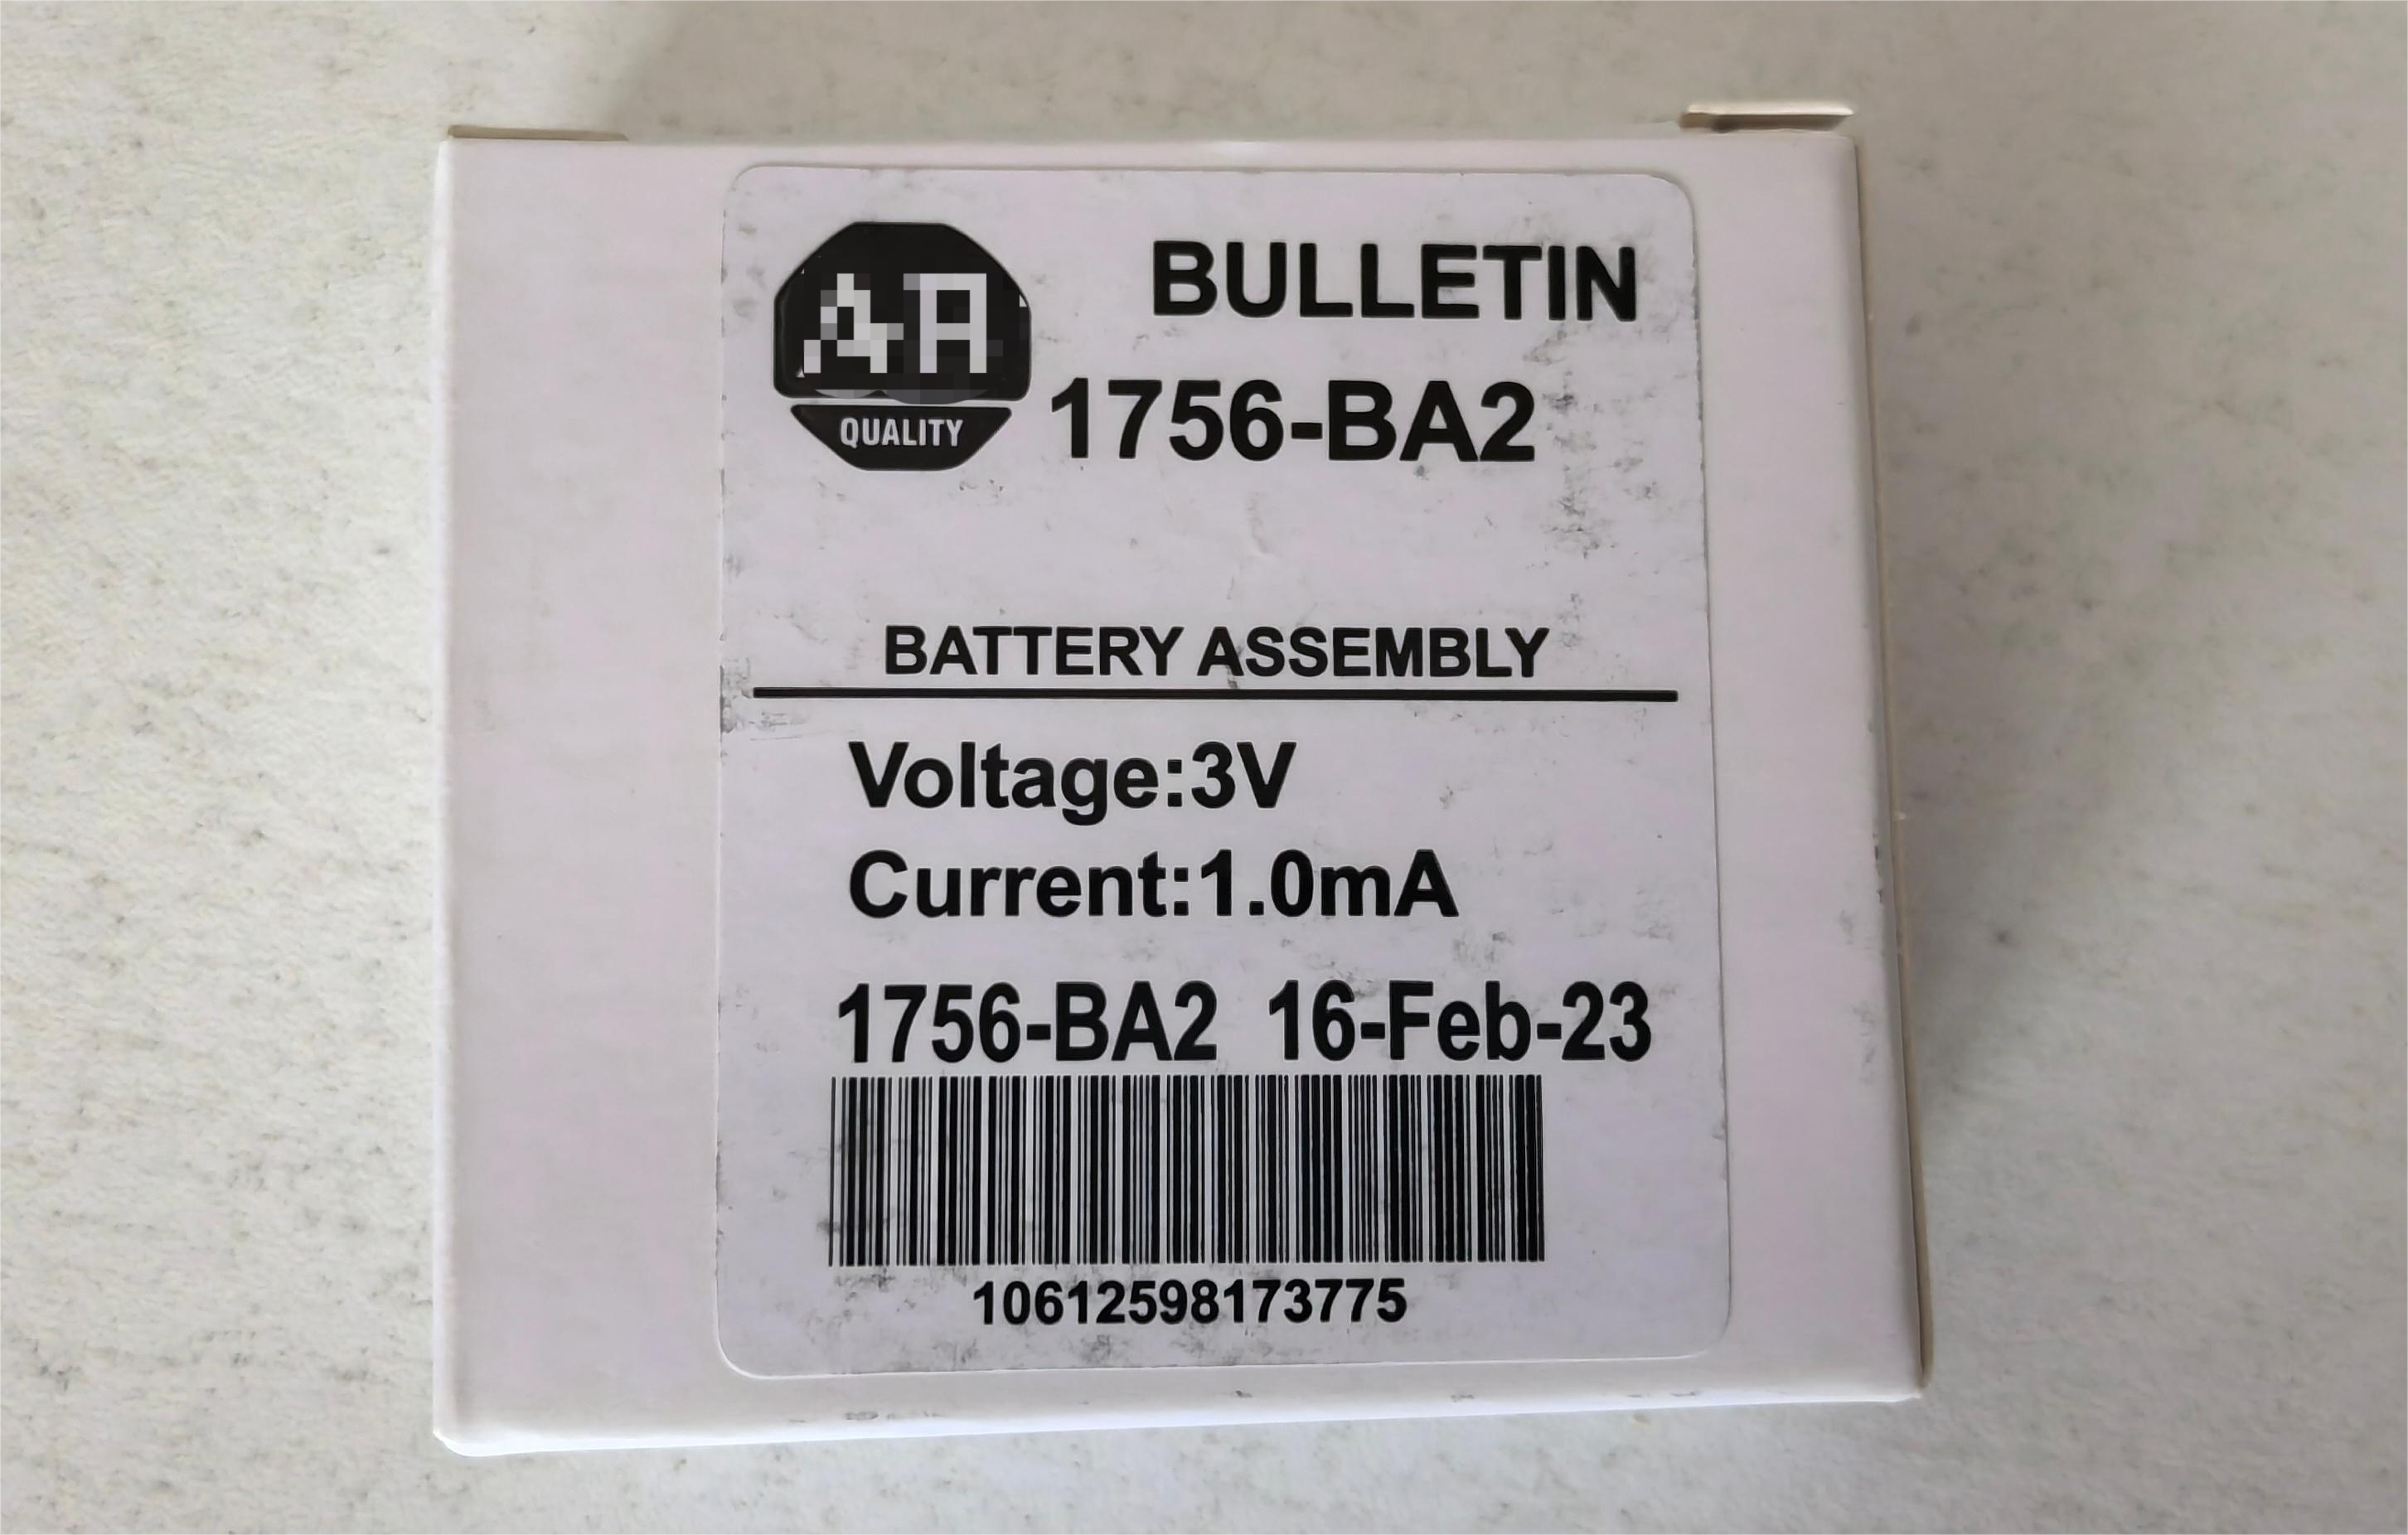 BULLETIN
QUALITY
1756-BA2
BATTERY ASSEMBLY
Voltage:3V
Current:1.0mA
1756-BA2 16-Feb-23
10612598173775